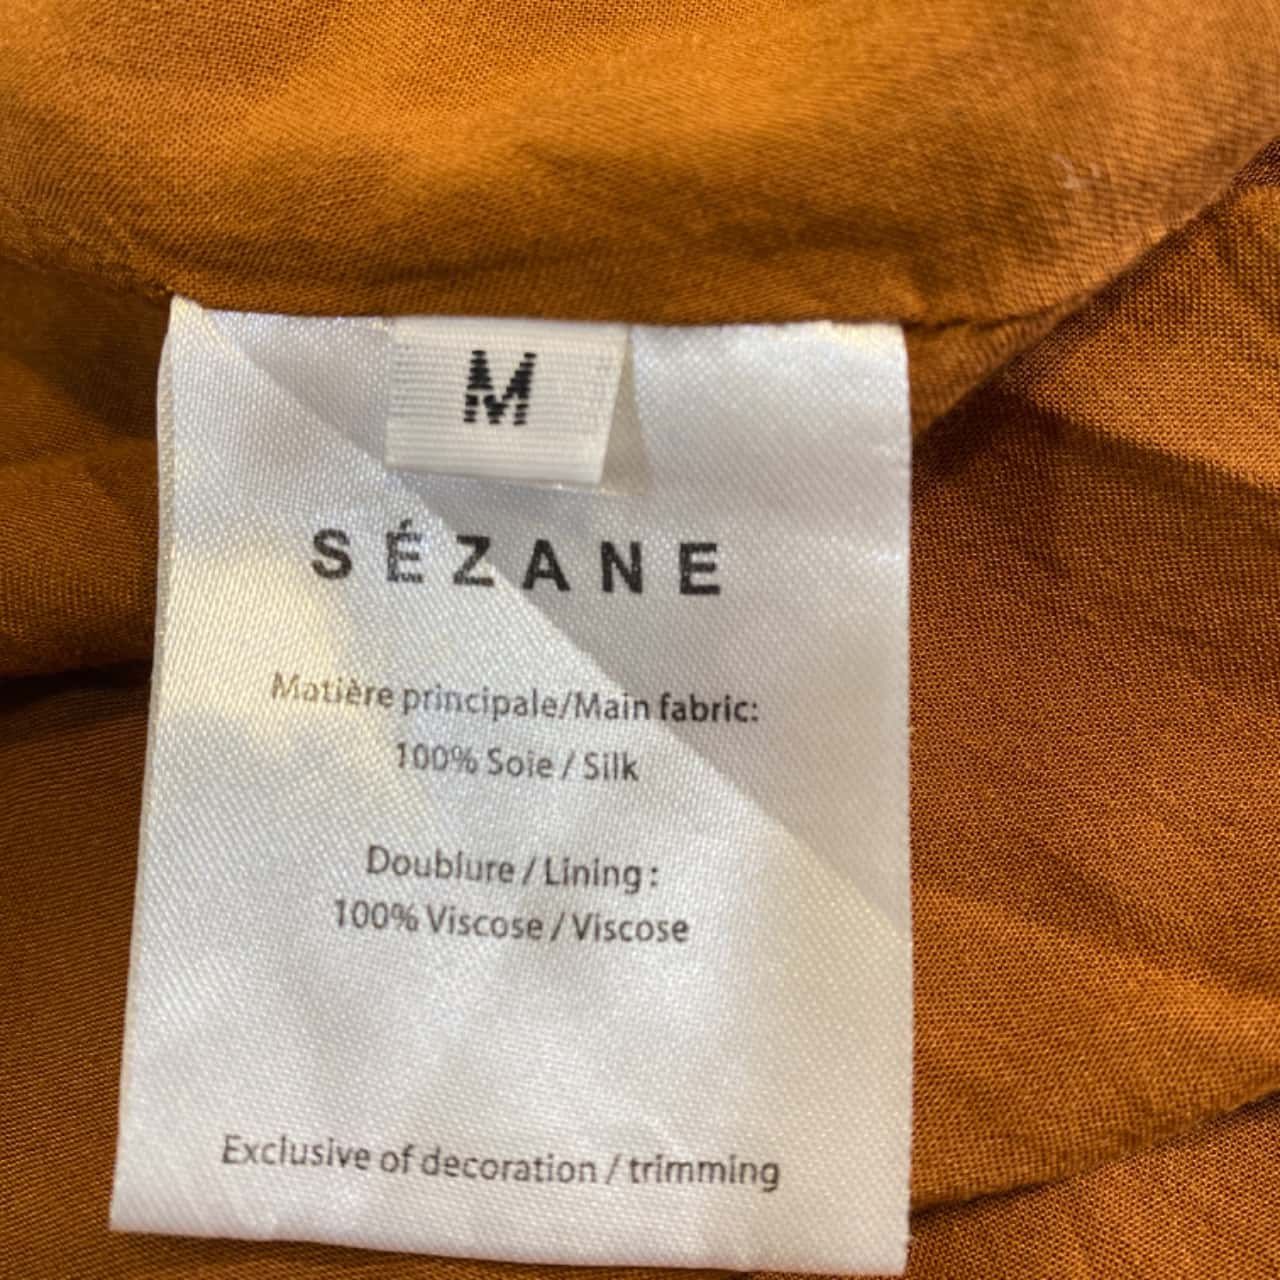 M
SÉZANE
Matière principale/Main fabric:
100% Soie / Silk
Doublure / Lining :
100% Viscose / Viscose
Exclusive of decoration / trimming